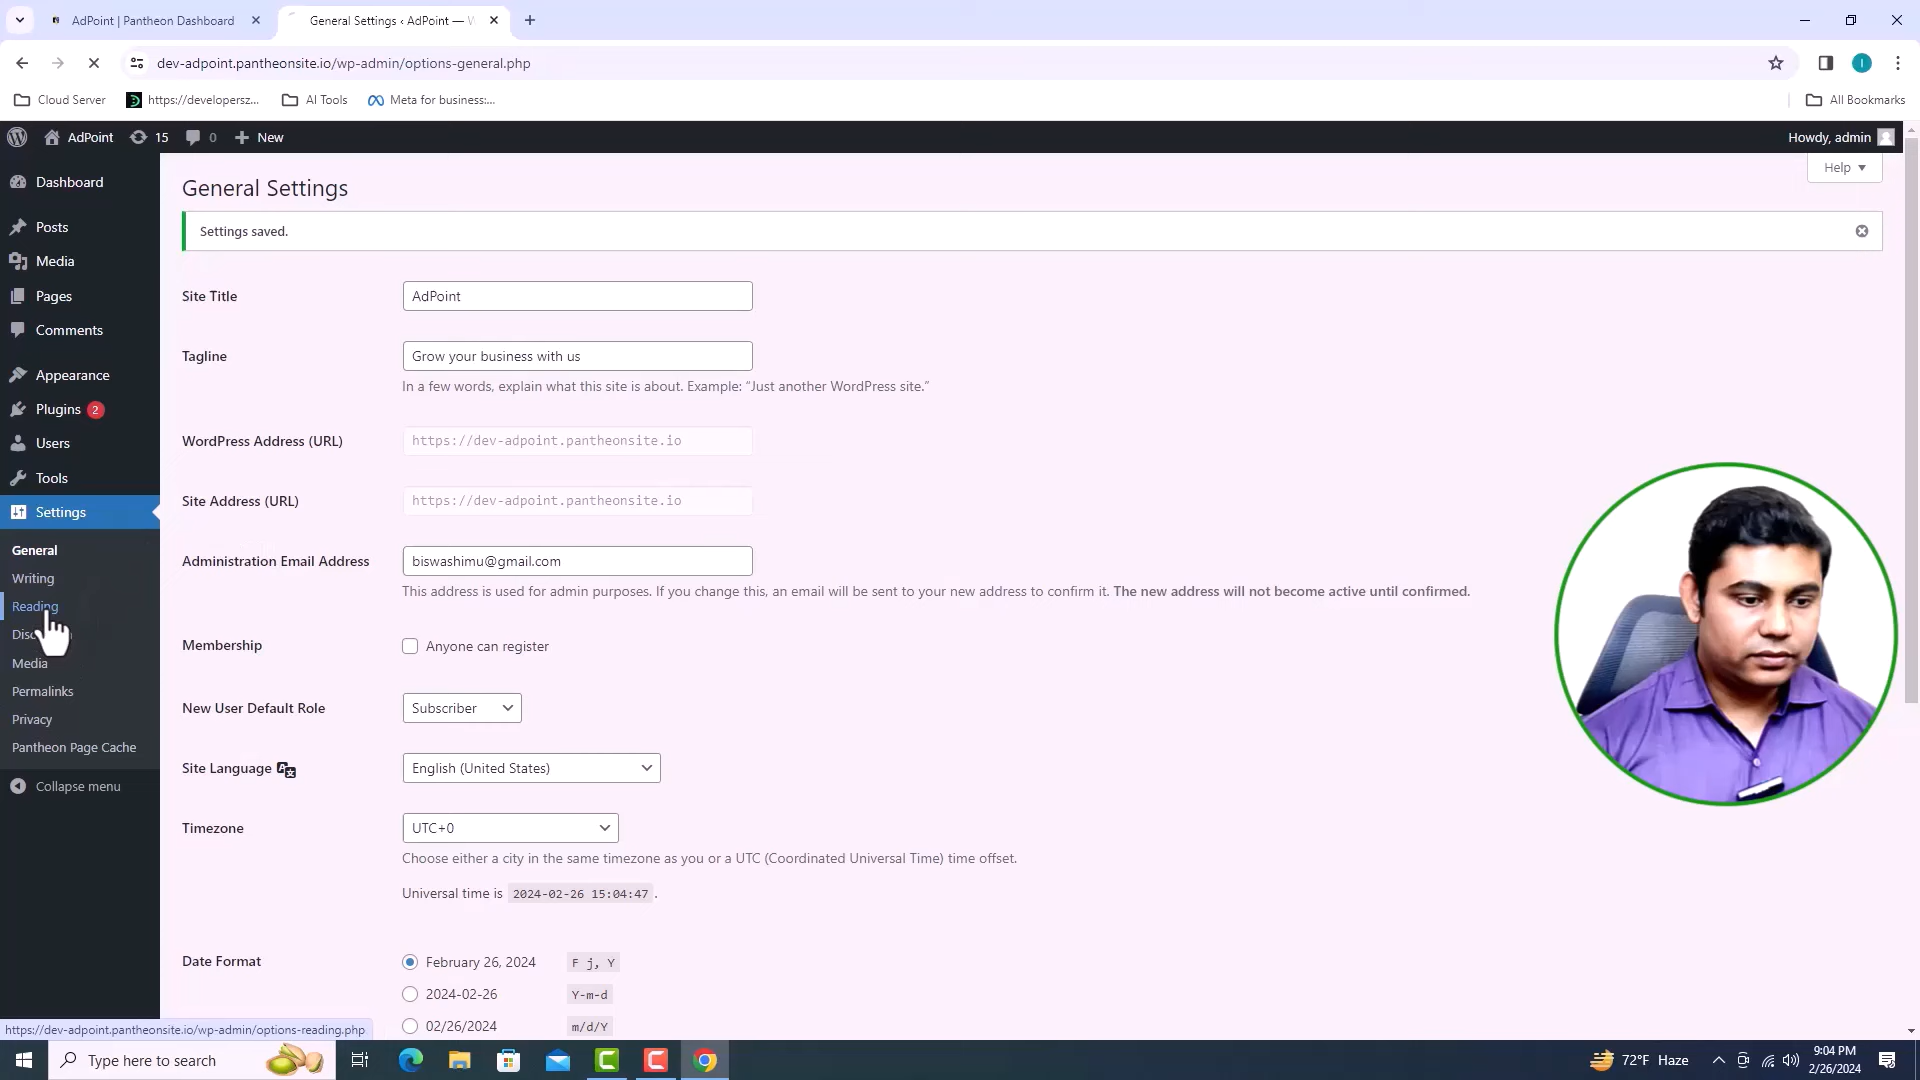 AdPoint | Pantheon Dashboard
General Settings ‹ AdPoint —
dev-adpoint.pantheonsite.io/wp-admin/options-general.php
Cloud Server
https://developersz...
AI Tools
Meta for business:...
All Bookmarks
AdPoint
15
0
New
Howdy, admin
Help
Dashboard
Posts
Media
Pages
Comments
Appearance
Plugins 2
Users
Tools
Settings
General
Writing
Reading
Media
Permalinks
Privacy
Pantheon Page Cache
Collapse menu
General Settings
Settings saved.
Site Title
AdPoint
Tagline
Grow your business with us
In a few words, explain what this site is about. Example: “Just another WordPress site.”
WordPress Address (URL)
https://dev-adpoint.pantheonsite.io
Site Address (URL)
https://dev-adpoint.pantheonsite.io
Administration Email Address
biswashimu@gmail.com
This address is used for admin purposes. If you change this, an email will be sent to your new address to confirm it. The new address will not become active until confirmed.
Membership
Anyone can register
New User Default Role
Subscriber
Site Language
English (United States)
Timezone
UTC+0
Choose either a city in the same timezone as you or a UTC (Coordinated Universal Time) time offset.
Universal time is 2024-02-26 15:04:47 .
Date Format
February 26, 2024
F j, Y
2024-02-26
Y-m-d
02/26/2024
m/d/Y
https://dev-adpoint.pantheonsite.io/wp-admin/options-reading.php
Type here to search
72°F Haze
9:04 PM
2/26/2024